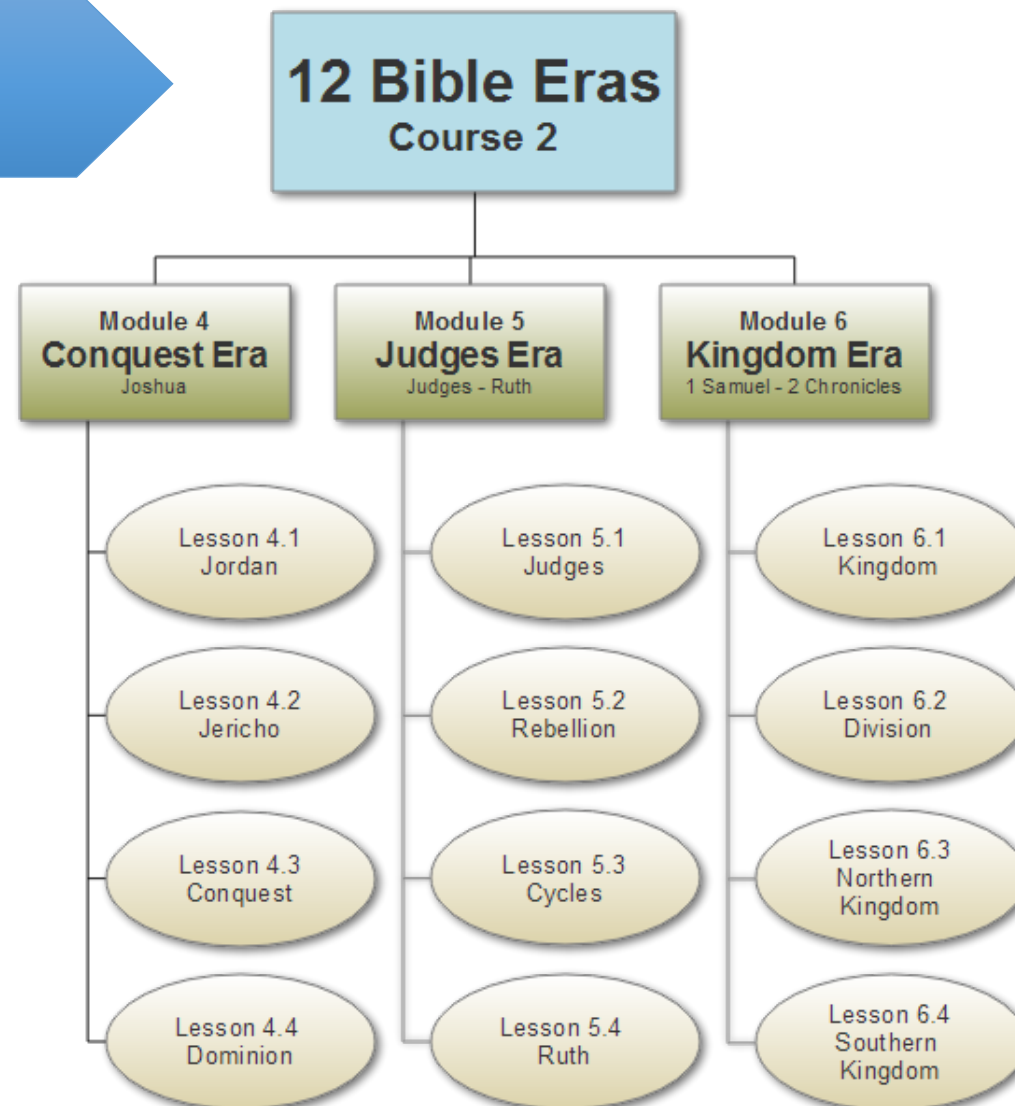 12 Bible Eras
Course 2
Module 4
Conquest Era
Joshua
Lesson 4.1
Jordan
Lesson 4.2
Jericho
Lesson 4.3
Conquest
Lesson 4.4
Dominion
Module 5
Judges Era
Judges - Ruth
Lesson 5.1
Judges
Lesson 5.2
Rebellion
Lesson 5.3
Cycles
Lesson 5.4
Ruth
Module 6
Kingdom Era
1 Samuel - 2 Chronicles
Lesson 6.1
Kingdom
Lesson 6.2
Division
Lesson 6.3
Northern
Kingdom
Lesson 6.4
Southern
Kingdom